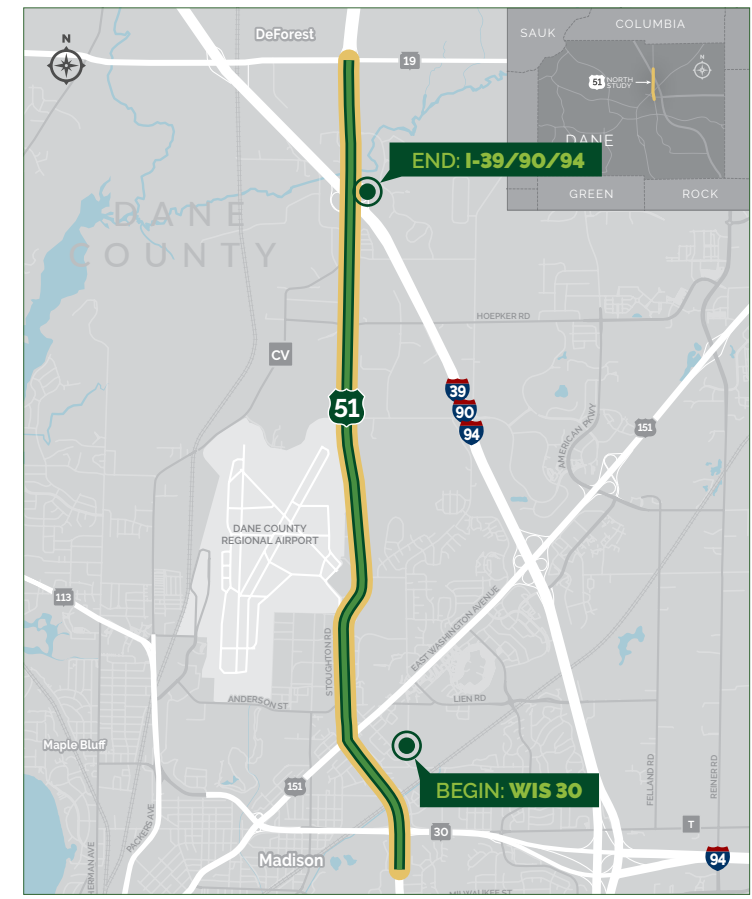 N
DeForest
19
SAUK
COLUMBIA
N
51
NORTH
STUDY
DANE
GREEN
ROCK
END: I-39/90/94
DANE
COUNTY
HOEPKER RD
CV
39
90
94
51
AMERICAN PKWY
151
DANE COUNTY
REGIONAL AIRPORT
113
EAST WASHINGTON AVENUE
STOUGHTON RD
ANDERSON ST
LIEN RD
Maple Bluff
BEGIN: WIS 30
151
FELLAND RD
REINER RD
PACKERS AVE
30
T
Madison
94
HERMAN AVE
MILWAUKEE ST